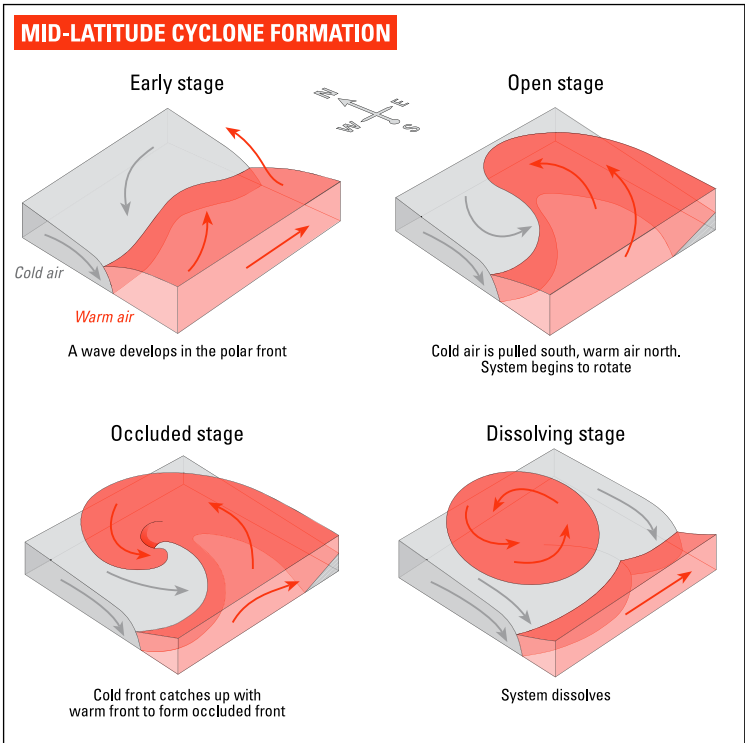 MID-LATITUDE CYCLONE FORMATION
Early stage
Open stage
N
E
W
S
Cold air
Warm air
A wave develops in the polar front
Cold air is pulled south, warm air north.
System begins to rotate
Occluded stage
Dissolving stage
Cold front catches up with
warm front to form occluded front
System dissolves